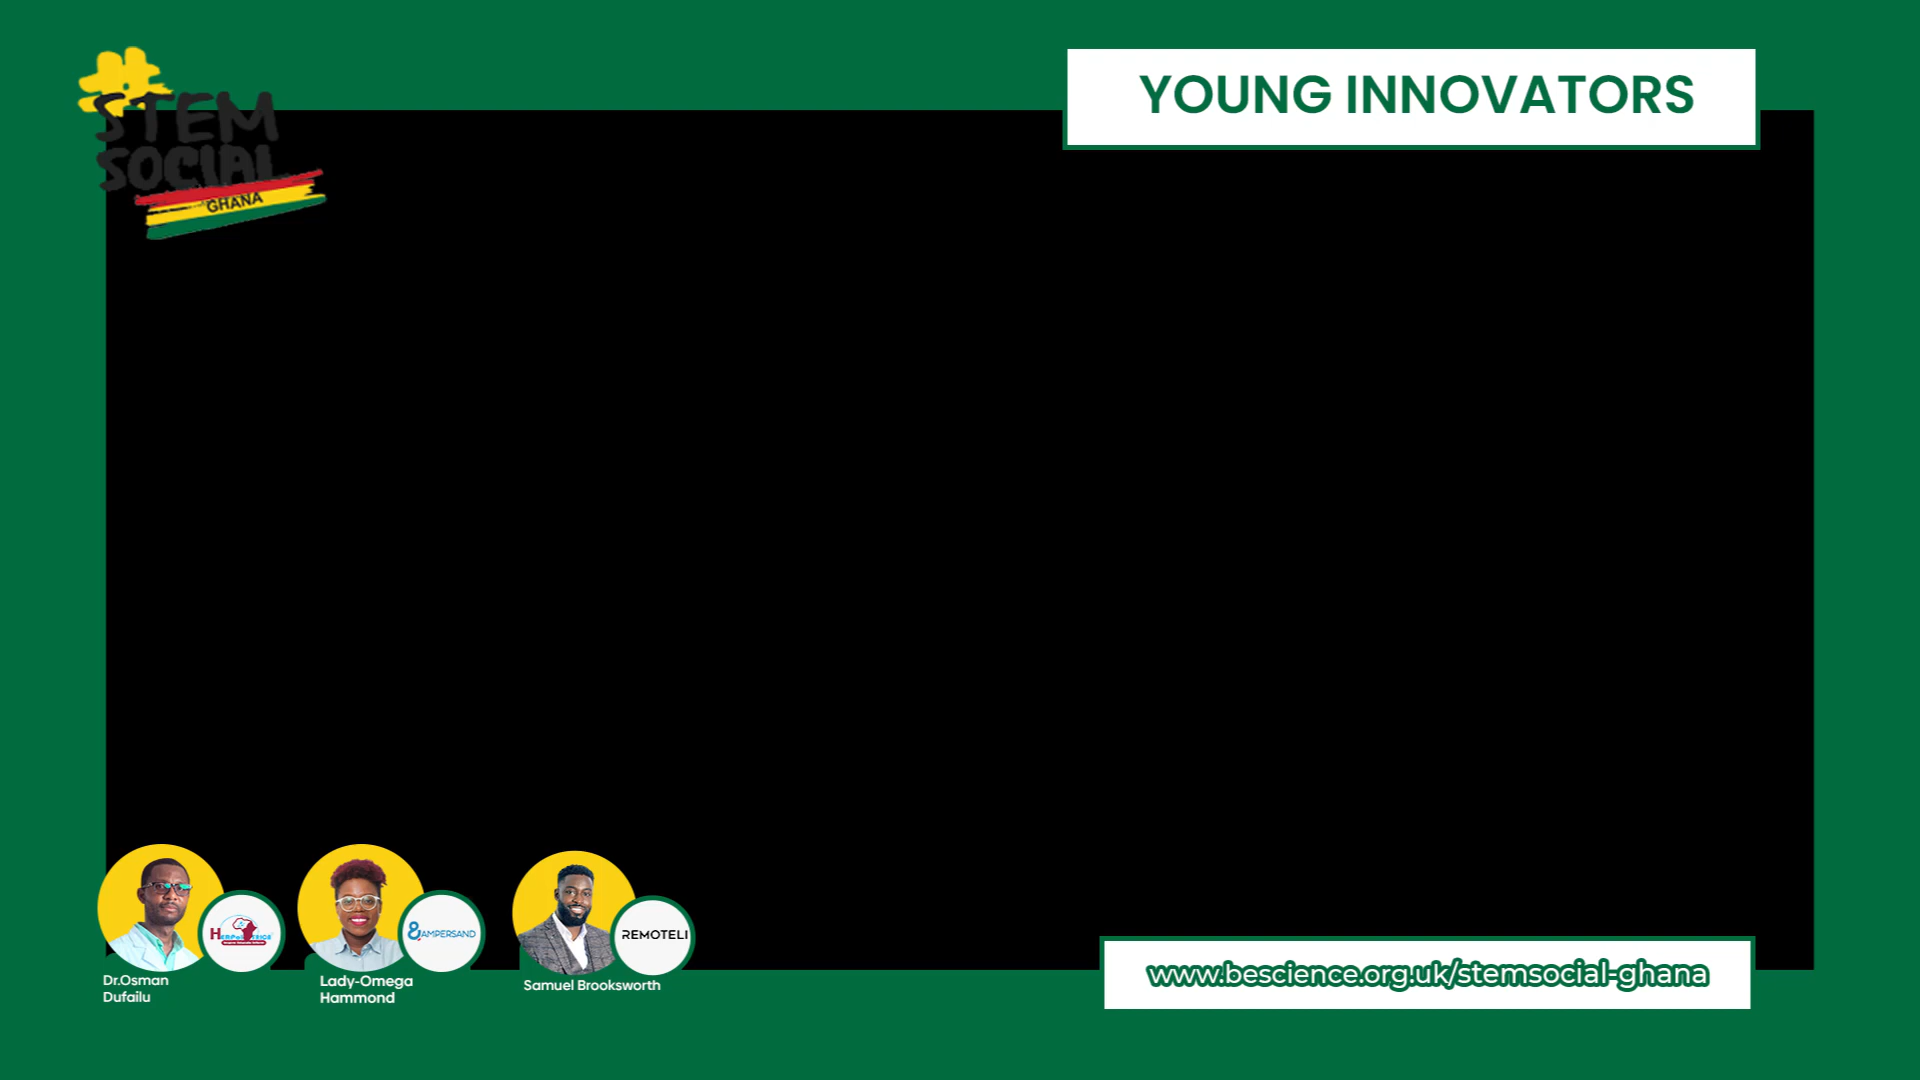 YOUNG INNOVATORS
#STEM
SOCIAL
GHANA
AMPERSAND
REMOTELI
Dr.Osman
Dufailu
Lady-Omega
Hammond
Samuel Brooksworth
www.bescience.org.uk/stemsocial-ghana